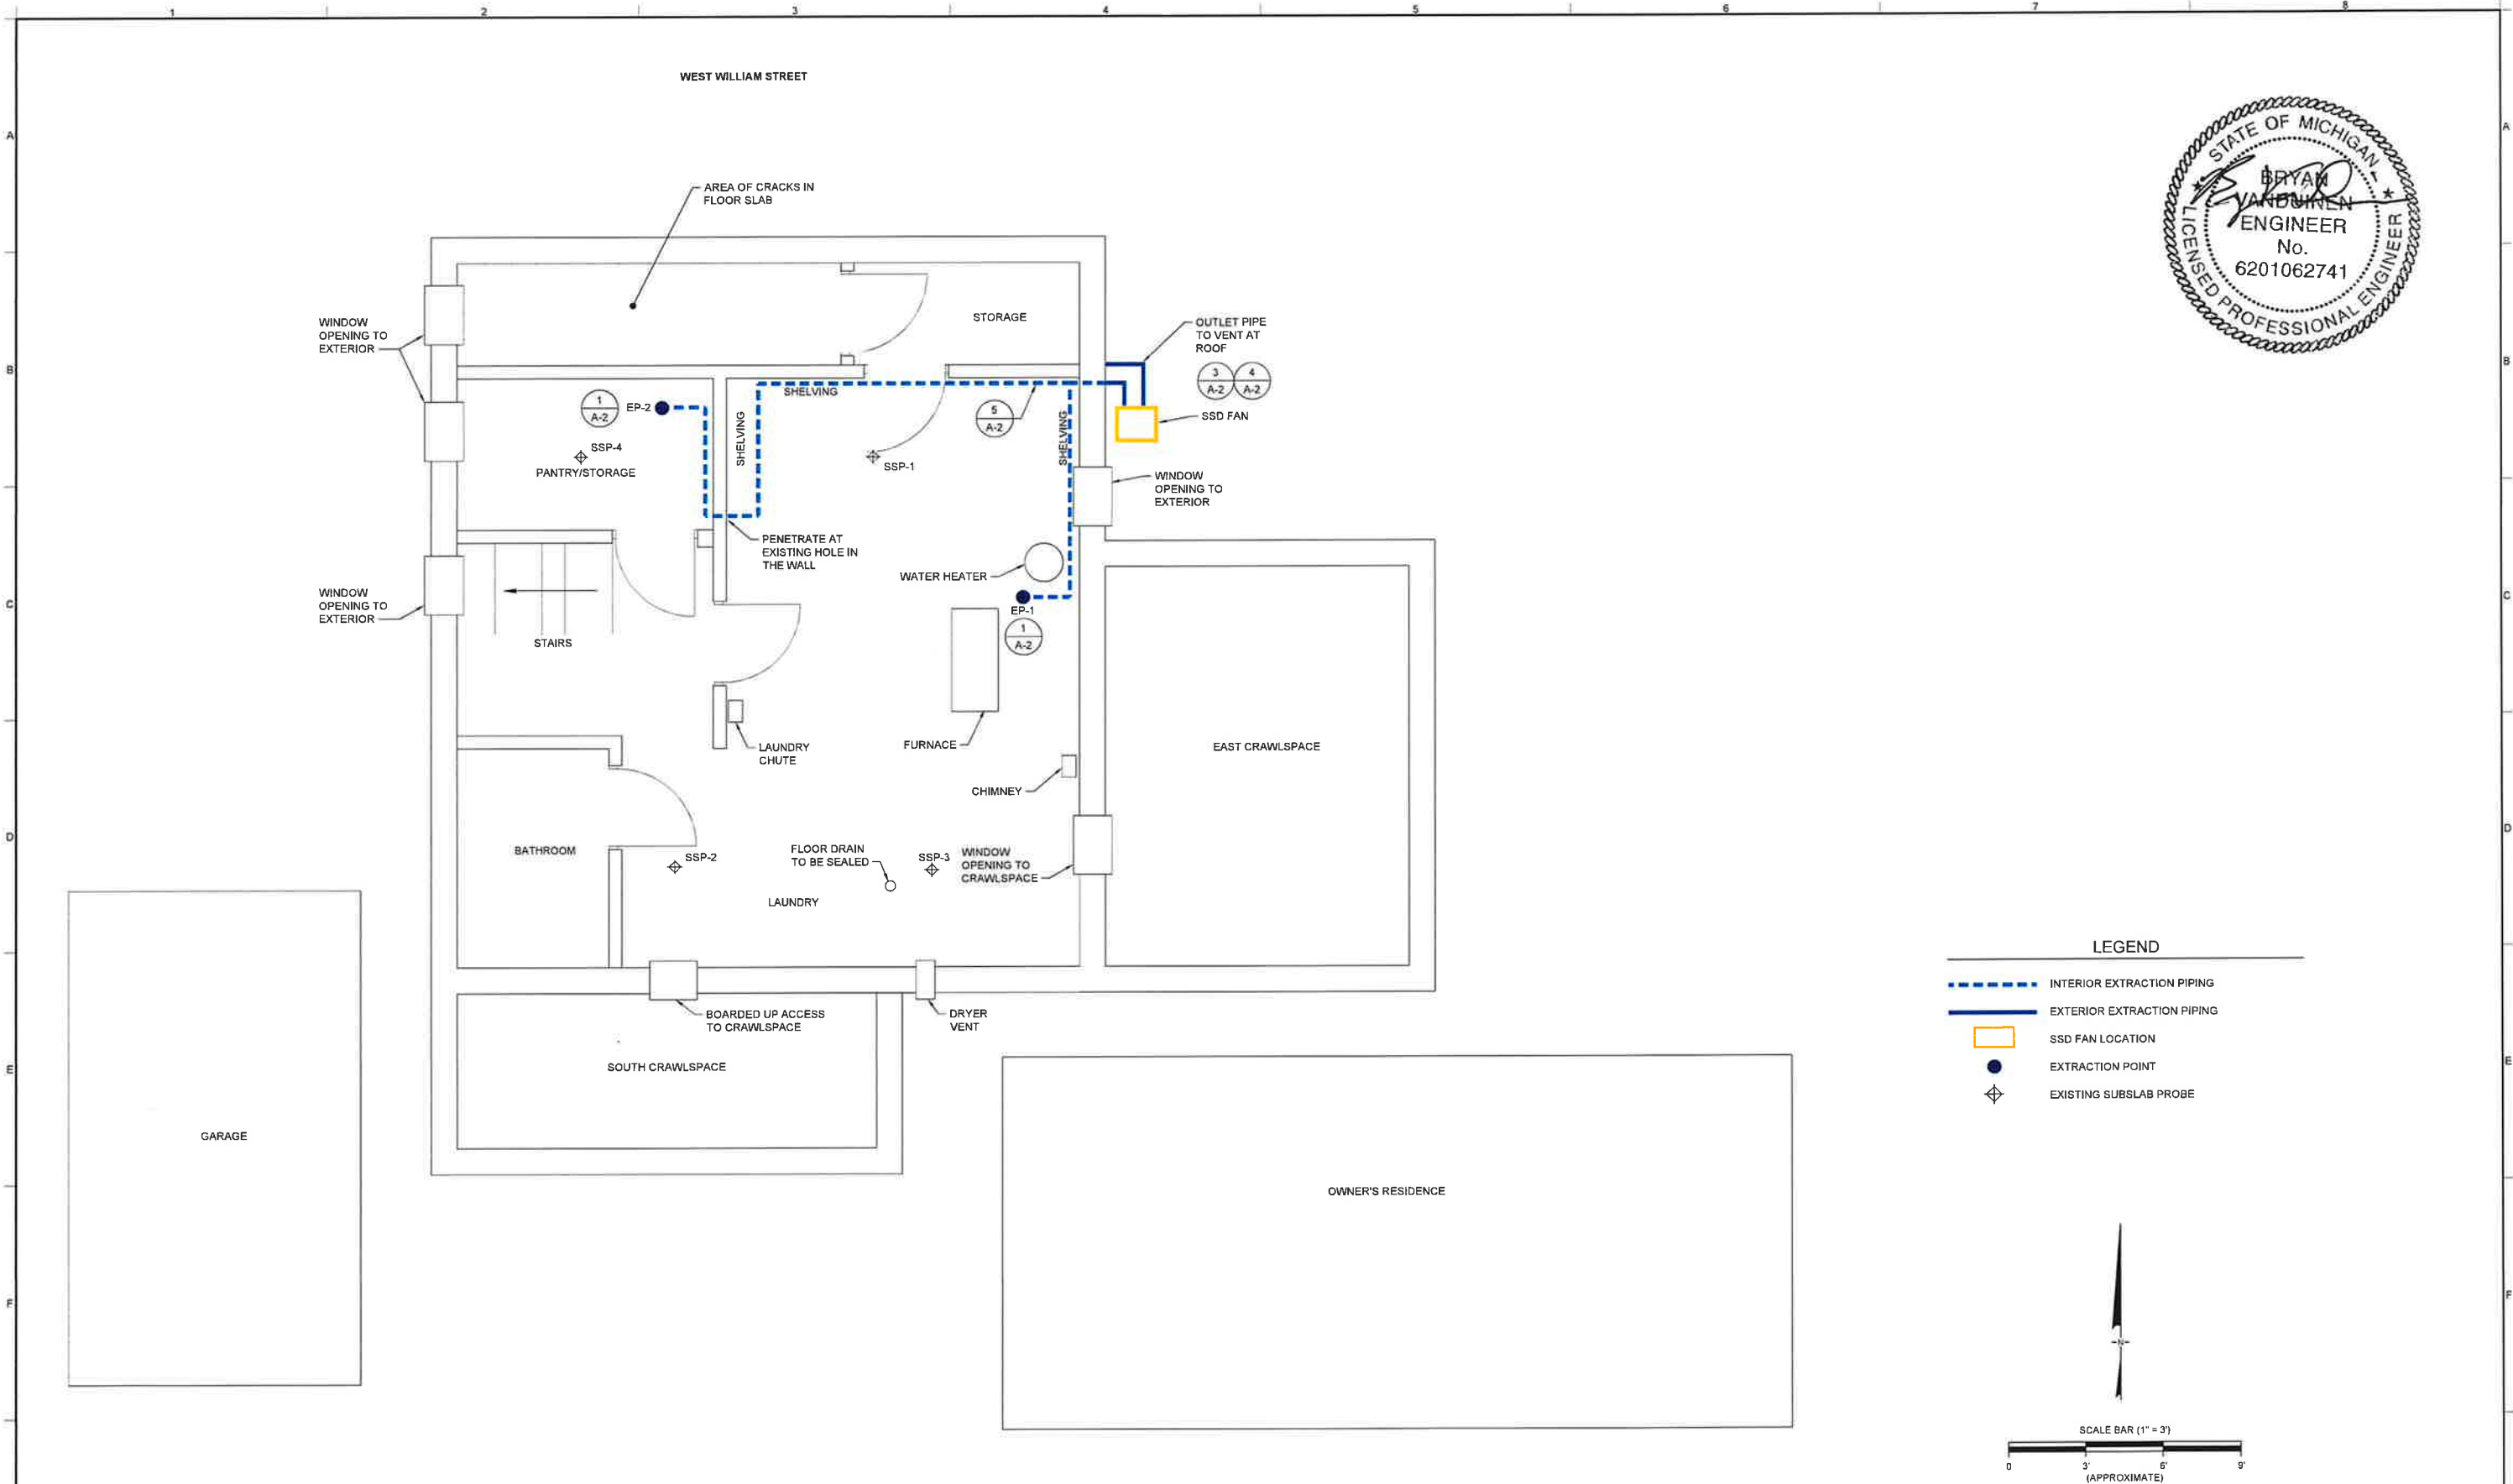 1 2 3 4 5 6 7 8
WEST WILLIAM STREET
A A
STATE OF MICHIGAN
BRYAN
VANDUINEN
ENGINEER
No.
6201062741
LICENSED PROFESSIONAL ENGINEER
AREA OF CRACKS IN
FLOOR SLAB
WINDOW
OPENING TO
EXTERIOR
STORAGE
OUTLET PIPE
TO VENT AT
ROOF
B B
3
A-2
4
A-2
SSD FAN
1
A-2
EP-2
SHELVING
SHELVING
SHELVING
5
A-2
SSP-4
PANTRY/STORAGE
SSP-1
WINDOW
OPENING TO
EXTERIOR
PENETRATE AT
EXISTING HOLE IN
THE WALL
WATER HEATER
WINDOW
OPENING TO
EXTERIOR
C C
EP-1
1
A-2
STAIRS
LAUNDRY
CHUTE
FURNACE
EAST CRAWLSPACE
CHIMNEY
D D
BATHROOM
SSP-2
FLOOR DRAIN
TO BE SEALED
SSP-3
WINDOW
OPENING TO
CRAWLSPACE
LAUNDRY
BOARDED UP ACCESS
TO CRAWLSPACE
DRYER
VENT
SOUTH CRAWLSPACE
E E
GARAGE
OWNER'S RESIDENCE
LEGEND
INTERIOR EXTRACTION PIPING
EXTERIOR EXTRACTION PIPING
SSD FAN LOCATION
EXTRACTION POINT
EXISTING SUBSLAB PROBE
F F
-N-
SCALE BAR (1" = 3')
0 3' 6' 9'
(APPROXIMATE)